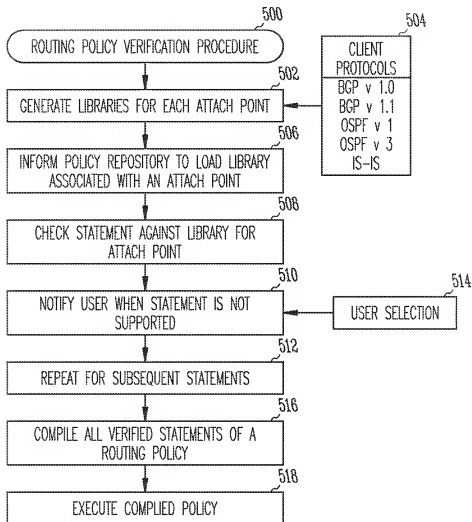 500
ROUTING POLICY VERIFICATION PROCEDURE
504
CLIENT
PROTOCOLS
BGP v 1.0
BGP v 1.1
OSPF v 1
OSPF v 3
IS-IS
502
GENERATE LIBRARIES FOR EACH ATTACH POINT
506
INFORM POLICY REPOSITORY TO LOAD LIBRARY
ASSOCIATED WITH AN ATTACH POINT
508
CHECK STATEMENT AGAINST LIBRARY FOR
ATTACH POINT
510
NOTIFY USER WHEN STATEMENT IS NOT
SUPPORTED
514
USER SELECTION
512
REPEAT FOR SUBSEQUENT STATEMENTS
516
COMPILE ALL VERIFIED STATEMENTS OF A
ROUTING POLICY
518
EXECUTE COMPLIED POLICY